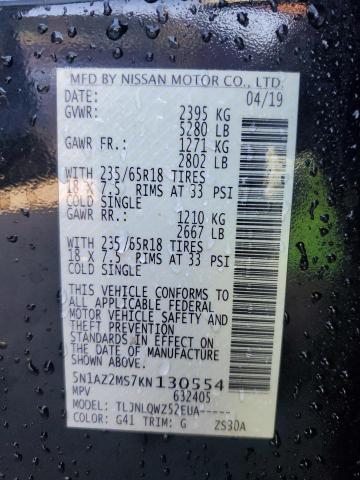 MFD BY NISSAN MOTOR CO., LTD.
DATE: 04/19
GVWR: 2395 KG
5280 LB
GAWR FR.: 1271 KG
2802 LB
WITH 235/65R18 TIRES
18 X 7.5 RIMS AT 33 PSI
COLD SINGLE
GAWR RR.: 1210 KG
2667 LB
WITH 235/65R18 TIRES
18 X 7.5 RIMS AT 33 PSI
COLD SINGLE
THIS VEHICLE CONFORMS TO
ALL APPLICABLE FEDERAL
MOTOR VEHICLE SAFETY AND
THEFT PREVENTION
STANDARDS IN EFFECT ON
THE DATE OF MANUFACTURE
SHOWN ABOVE.
5N1AZ2MS7KN130554
MPV 632405
MODEL: TLJNLQWZ52EUA-----
COLOR: G41 TRIM: G ZS30A